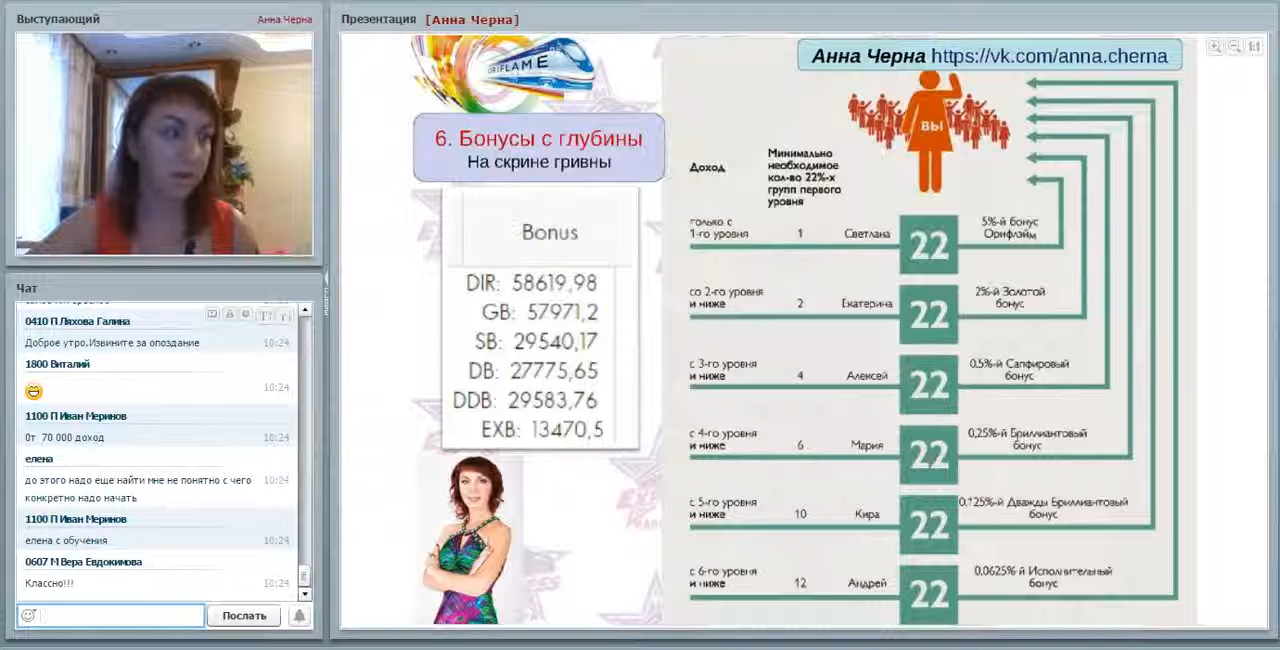 Выступающий
Анна Черна
Чат
0410 П Ляхова Галина
Доброе утро.Извините за опоздание
10:24
1800 Виталий
10:24
1100 П Иван Меринов
От 70 000 доход
10:24
елена
до этого надо еще найти мне не понятно с чего
конкретно надо начать
10:24
1100 П Иван Меринов
елена с обучения
10:24
0607 М Вера Евдокимова
Классно!!!
10:24
Послать
Презентация [Анна Черна]
ORIFLAME
Анна Черна https://vk.com/anna.cherna
6. Бонусы с глубины
На скрине гривны
Bonus
DIR: 58619,98
GB: 57971,2
SB: 29540,17
DB: 27775,65
DDB: 29583,76
EXB: 13470,5
ВЫ
Доход
Минимально
необходимое
кол-во 22%-х
групп первого
уровня
только с
1-го уровня
1
Светлана
22
5%-й бонус
Орифлэйм
со 2-го уровня
и ниже
2
Екатерина
22
2%-й Золотой
бонус
с 3-го уровня
и ниже
4
Алексей
22
0.5%-й Сапфировый
бонус
с 4-го уровня
и ниже
6
Мария
22
0,25%-й Бриллиантовый
бонус
с 5-го уровня
и ниже
10
Кира
22
0,125%-й Дважды Бриллиантовый
бонус
с 6-го уровня
и ниже
12
Андрей
22
0.0625%-й Исполнительный
бонус